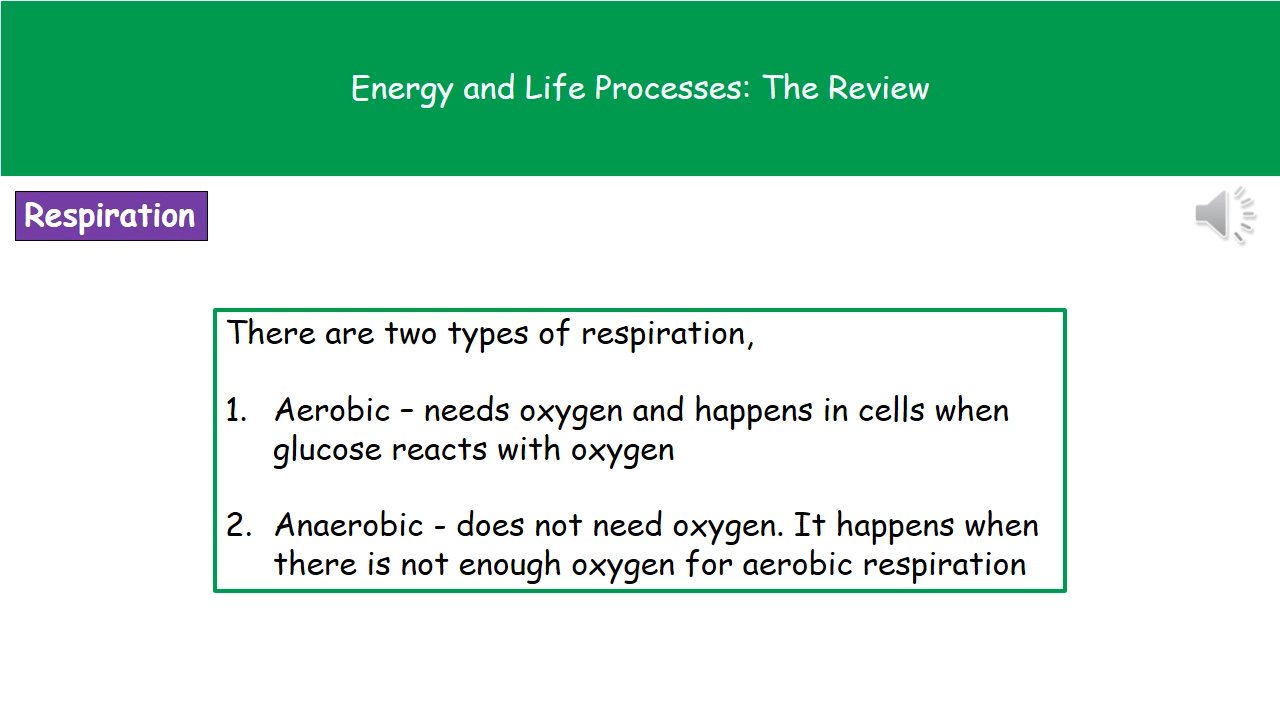 Energy and Life Processes: The Review
Respiration
There are two types of respiration,
1. Aerobic – needs oxygen and happens in cells when
glucose reacts with oxygen
2. Anaerobic - does not need oxygen. It happens when
there is not enough oxygen for aerobic respiration